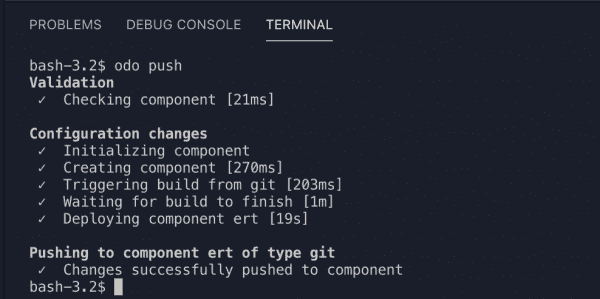 PROBLEMS DEBUG CONSOLE TERMINAL
bash-3.2$ odo push
Validation
✓ Checking component [21ms]
Configuration changes
✓ Initializing component
✓ Creating component [270ms]
✓ Triggering build from git [203ms]
✓ Waiting for build to finish [1m]
✓ Deploying component ert [19s]
Pushing to component ert of type git
✓ Changes successfully pushed to component
bash-3.2$